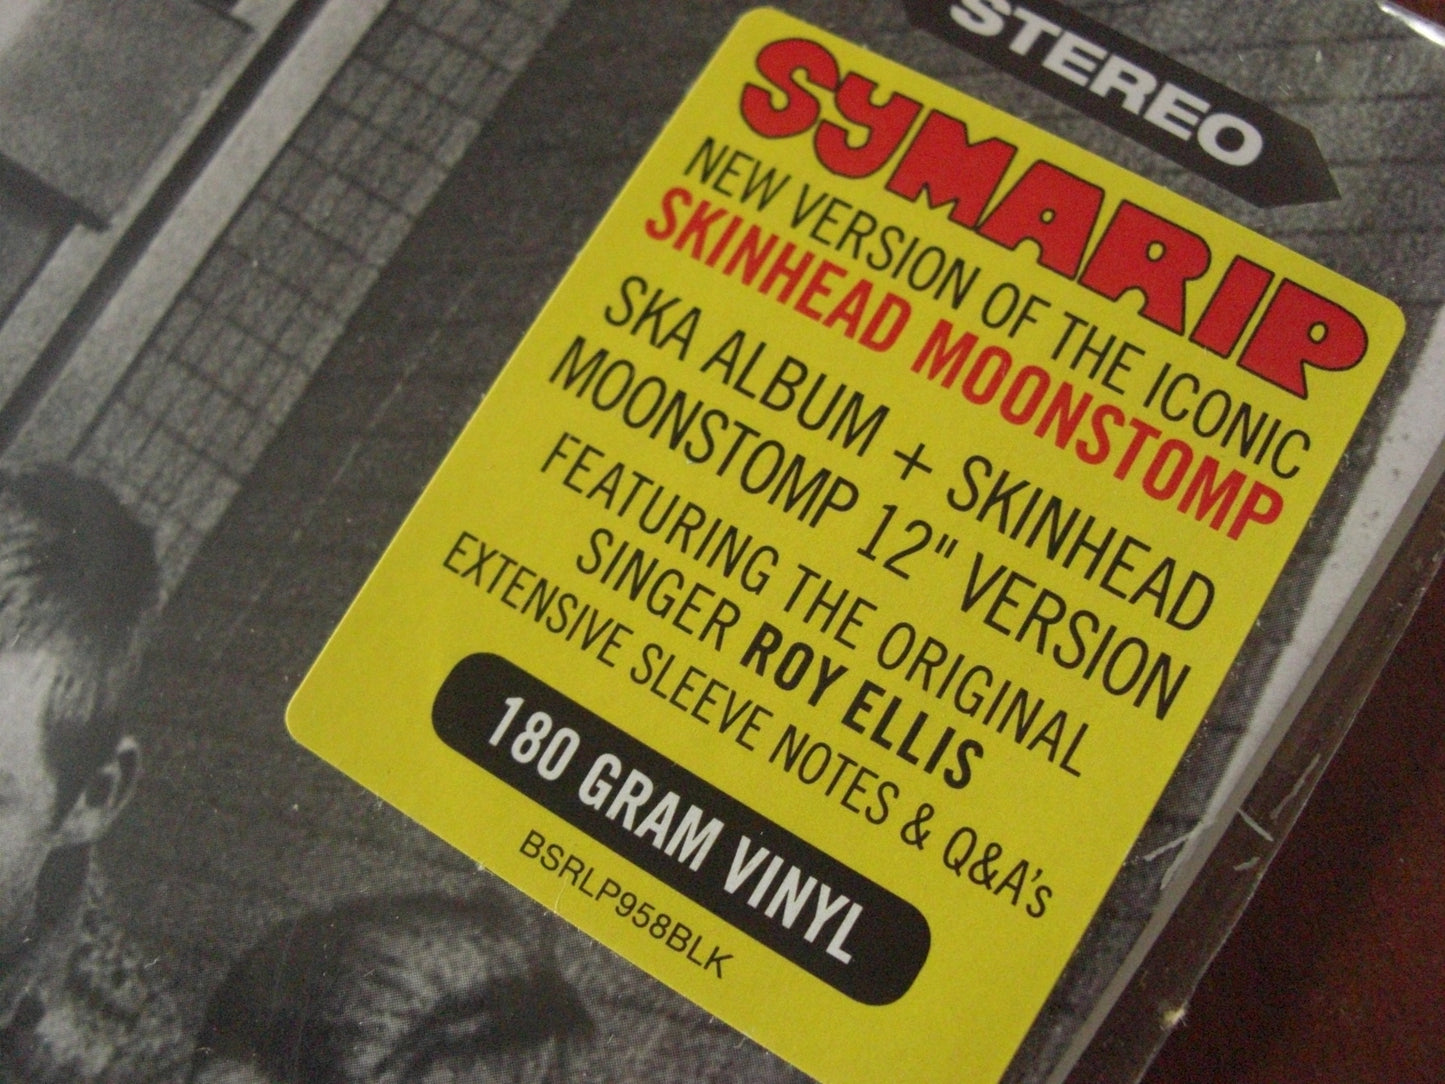 STEREO
SYMARIP
NEW VERSION OF THE ICONIC
SKINHEAD MOONSTOMP
SKA ALBUM + SKINHEAD
MOONSTOMP 12" VERSION
FEATURING THE ORIGINAL
SINGER ROY ELLIS
EXTENSIVE SLEEVE NOTES & Q&A's
180 GRAM VINYL
BSRLP958BLK